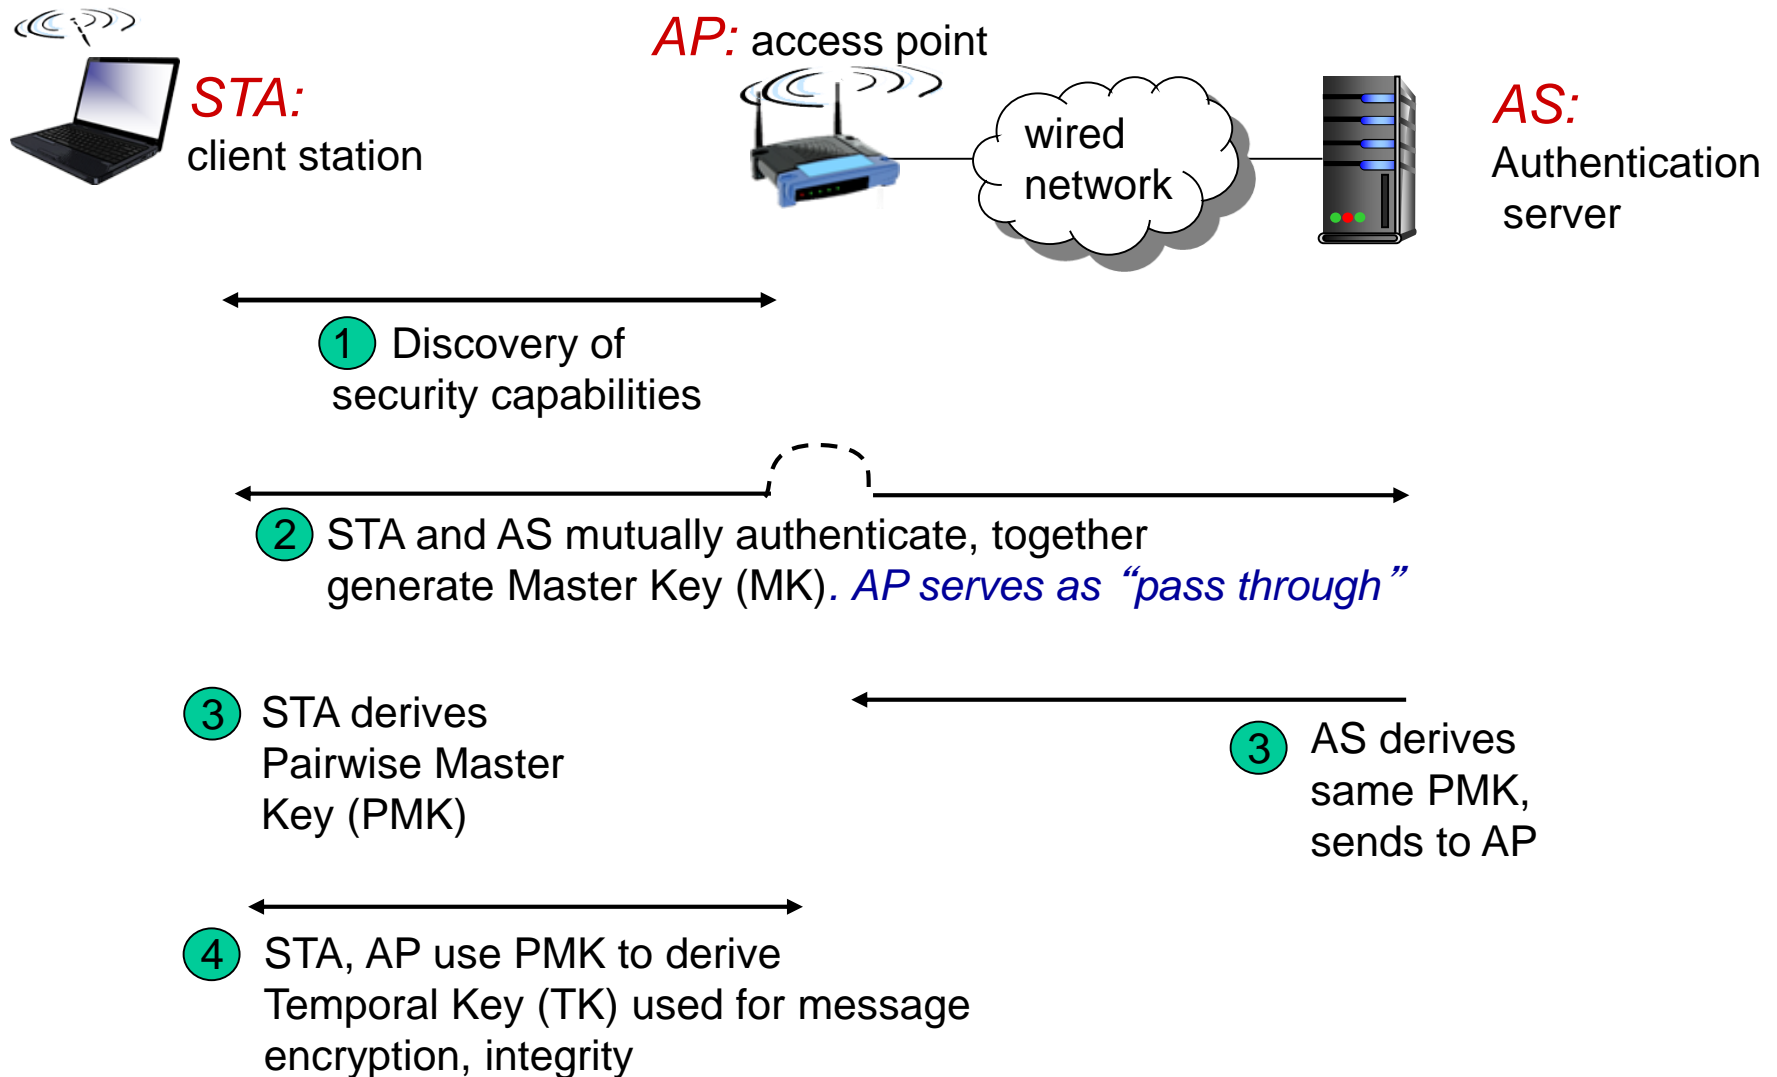 AP: access point
STA:
client station
wired
network
AS:
Authentication
server
1 Discovery of
security capabilities
2 STA and AS mutually authenticate, together
generate Master Key (MK). AP serves as “pass through”
3 STA derives
Pairwise Master
Key (PMK)
3 AS derives
same PMK,
sends to AP
4 STA, AP use PMK to derive
Temporal Key (TK) used for message
encryption, integrity